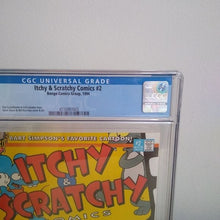 CGC UNIVERSAL GRADE
Itchy & Scratchy Comics #2
Bongo Comics Group, 1994
BART SIMPSON'S FAVORITE CARTOON!
ITCHY
&
SCRATCHY
COMICS